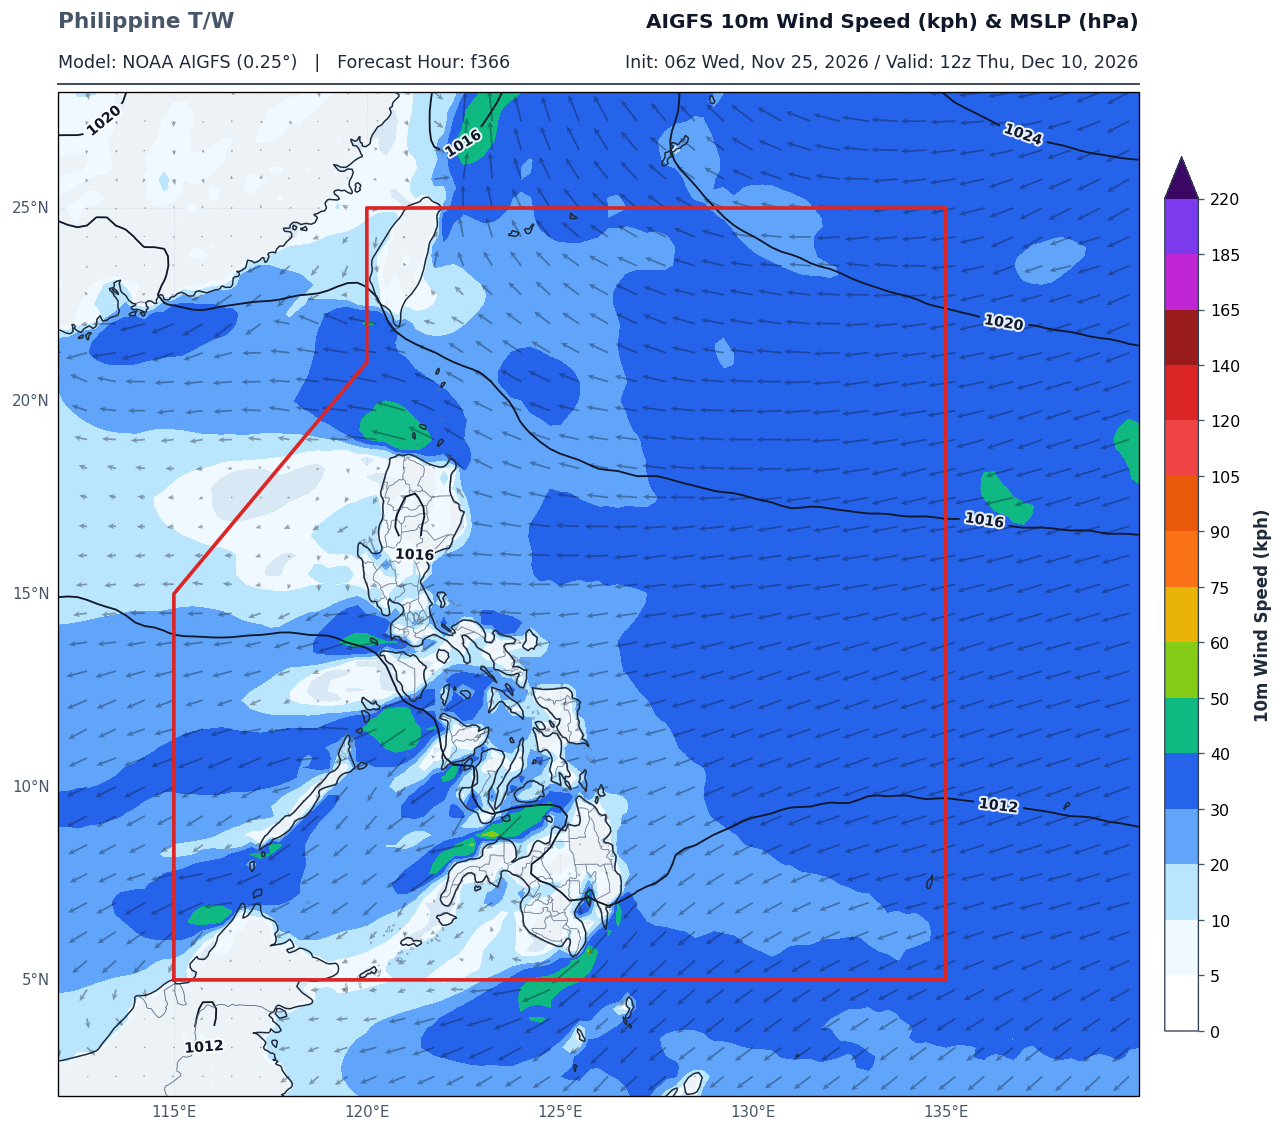 Philippine T/W
AIGFS 10m Wind Speed (kph) & MSLP (hPa)
Model: NOAA AIGFS (0.25°) | Forecast Hour: f366
Init: 06z Wed, Nov 25, 2026 / Valid: 12z Thu, Dec 10, 2026
1020
1016
1024
25°N
220
185
165
1020
140
20°N
120
105
1016
90
1016
75
15°N
60
50
40
10°N
1012
30
20
10
5°N
5
1012
0
10m Wind Speed (kph)
115°E
120°E
125°E
130°E
135°E